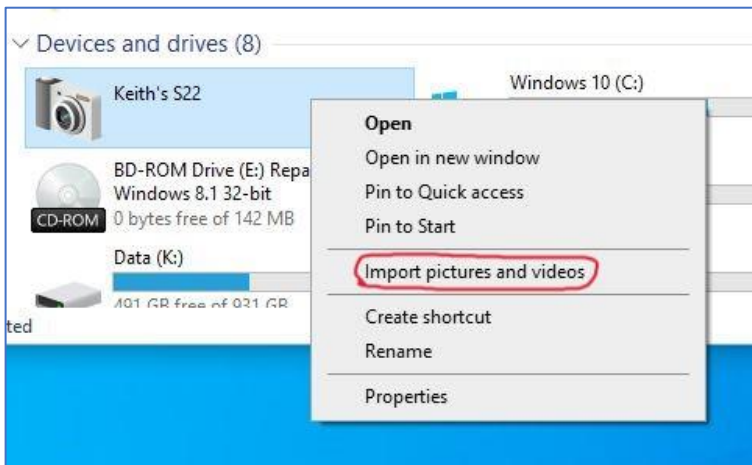 Devices and drives (8)
Keith's S22
Windows 10 (C:)
BD-ROM Drive (E:) Repa
Windows 8.1 32-bit
0 bytes free of 142 MB
CD-ROM
Data (K:)
491 GB free of 931 GB
ted
Open
Open in new window
Pin to Quick access
Pin to Start
Import pictures and videos
Create shortcut
Rename
Properties